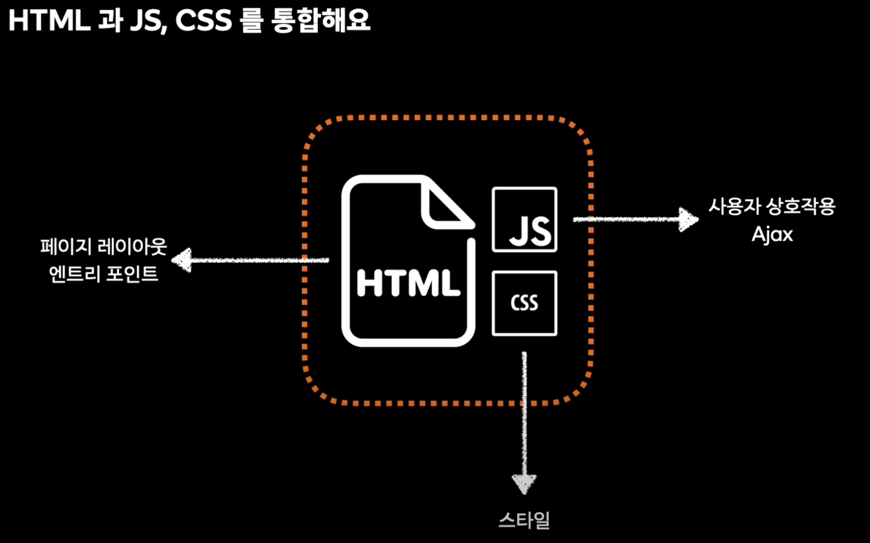 HTML 과 JS, CSS 를 통합해요
페이지 레이아웃
엔트리 포인트
HTML
JS
CSS
사용자 상호작용
Ajax
스타일